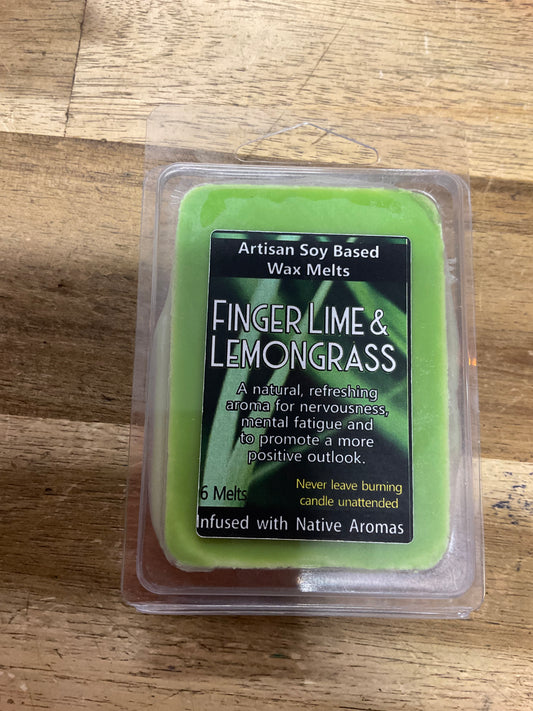 Artisan Soy Based
Wax Melts
FINGER LIME &
LEMONGRASS
A natural, refreshing
aroma for nervousness,
mental fatigue and
to promote a more
positive outlook.
6 Melts
Never leave burning
candle unattended
Infused with Native Aromas